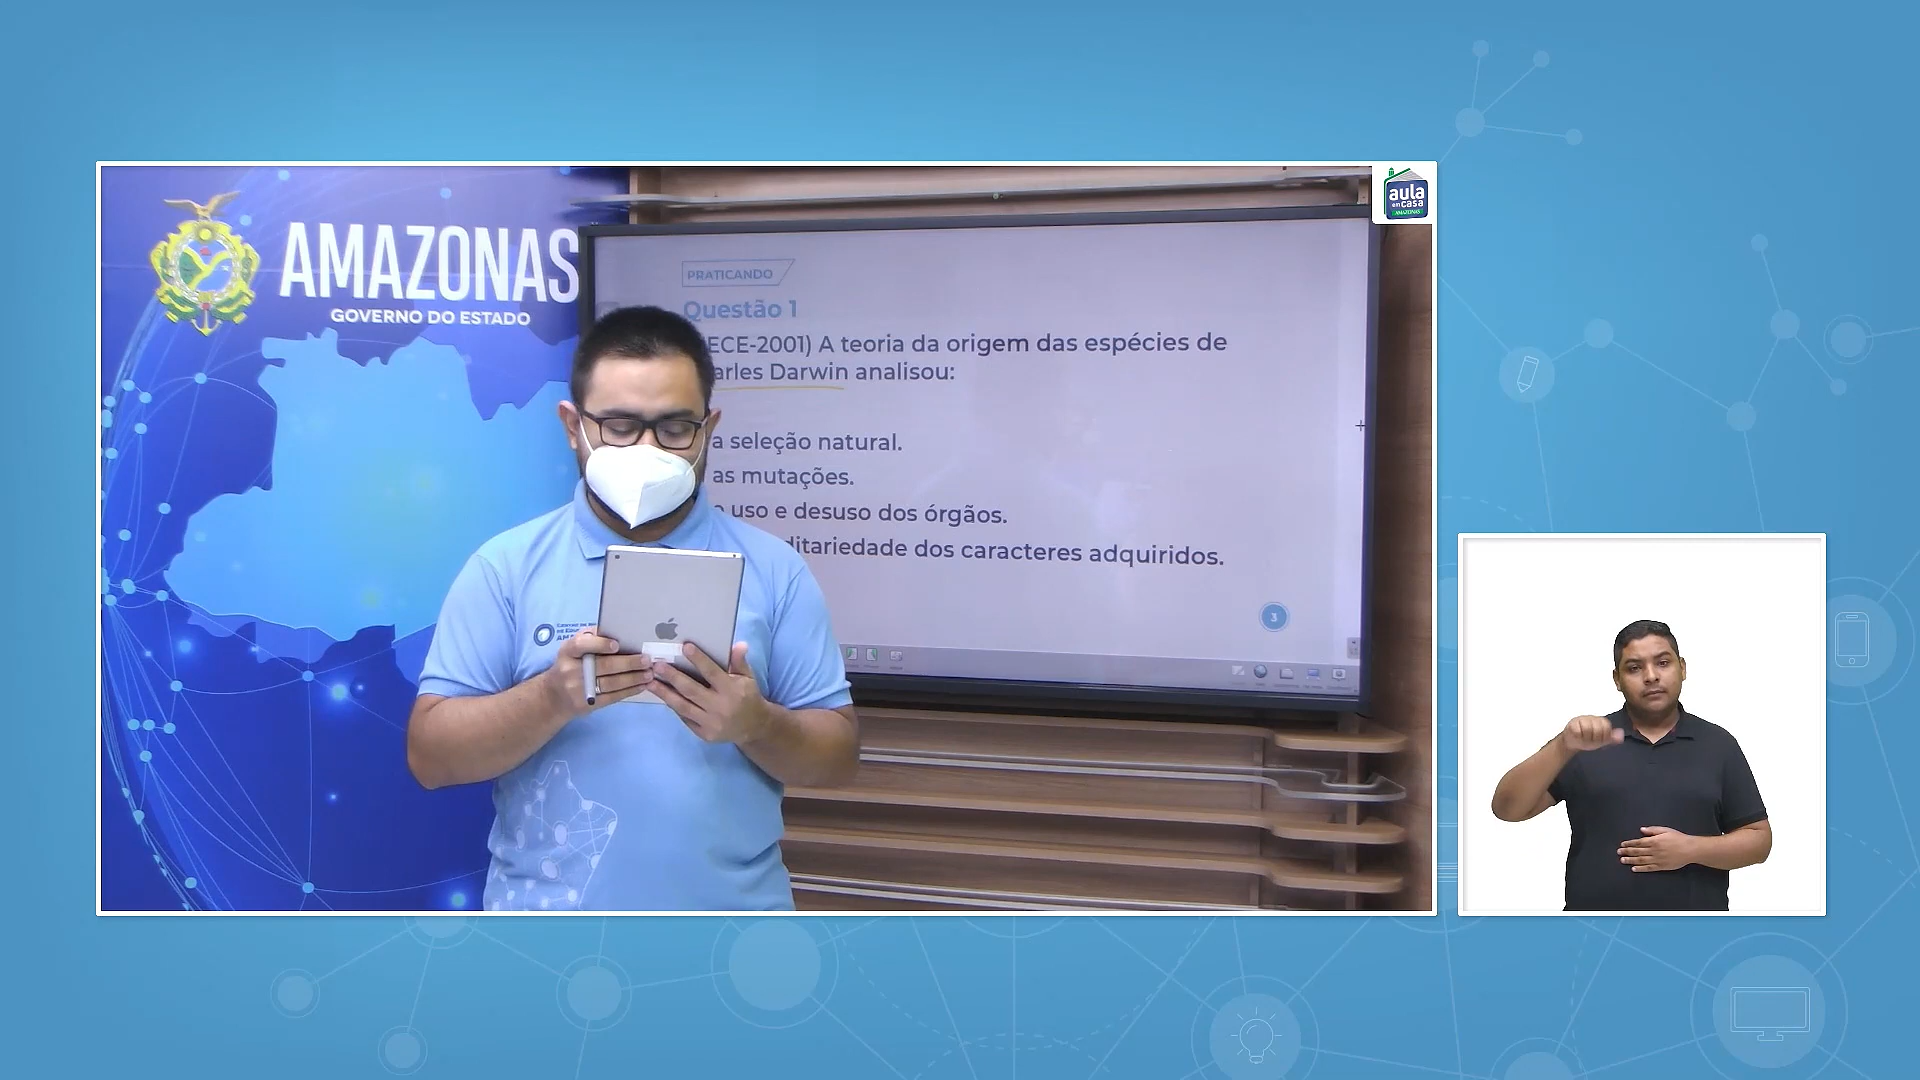 AMAZONAS
GOVERNO DO ESTADO
aula
em casa
AMAZONAS
PRATICANDO
Questão 1
ECE-2001) A teoria da origem das espécies de
arles Darwin analisou:
a seleção natural.
as mutações.
uso e desuso dos órgãos.
ditariedade dos caracteres adquiridos.
3